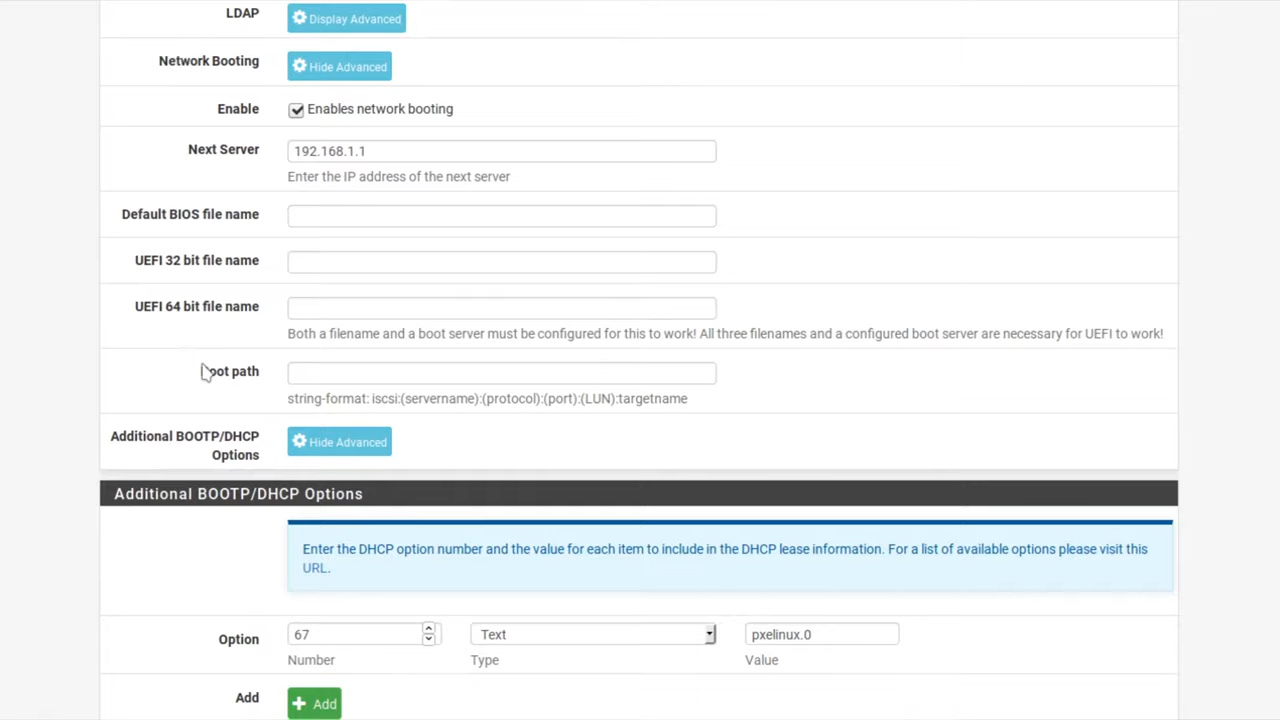 LDAP
Display Advanced
Network Booting
Hide Advanced
Enable
Enables network booting
Next Server
192.168.1.1
Enter the IP address of the next server
Default BIOS file name
UEFI 32 bit file name
UEFI 64 bit file name
Both a filename and a boot server must be configured for this to work! All three filenames and a configured boot server are necessary for UEFI to work!
oot path
string-format: iscsi:(servername):(protocol):(port):(LUN):targetname
Additional BOOTP/DHCP
Options
Hide Advanced
Additional BOOTP/DHCP Options
Enter the DHCP option number and the value for each item to include in the DHCP lease information. For a list of available options please visit this
URL.
Option
67
Text
pxelinux.0
Number
Type
Value
Add
Add